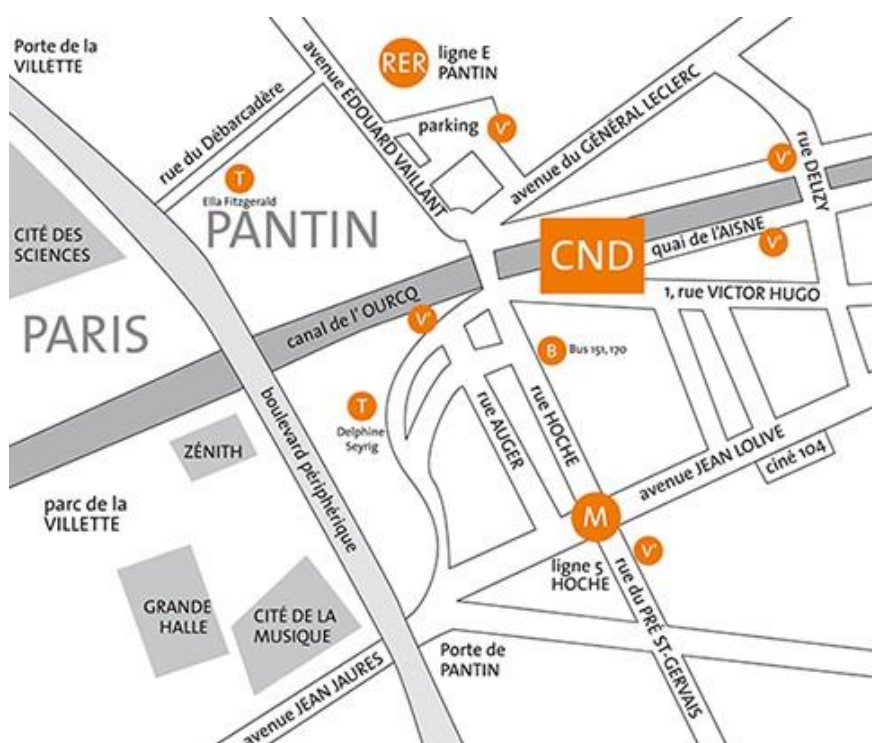 Porte de la
VILLETTE
avenue ÉDOUARD VAILLANT
RER
ligne E
PANTIN
rue du Débarcadère
parking
V'
avenue du GÉNÉRAL LECLERC
V'
rue DELIZY
T
Ella Fitzgerald
PANTIN
CITÉ DES
SCIENCES
CND
quai de l'AISNE
V'
1, rue VICTOR HUGO
PARIS
canal de l'OURCQ
V'
B
Bus 151, 170
boulevard périphérique
T
Delphine
Seyrig
rue AUGER
rue HOCHE
ZÉNITH
avenue JEAN LOLIVE
ciné 104
parc de la
VILLETTE
M
V'
ligne 5
HOCHE
rue du PRÉ ST-GERVAIS
GRANDE
HALLE
CITÉ DE LA
MUSIQUE
Porte de
PANTIN
avenue JEAN JAURES